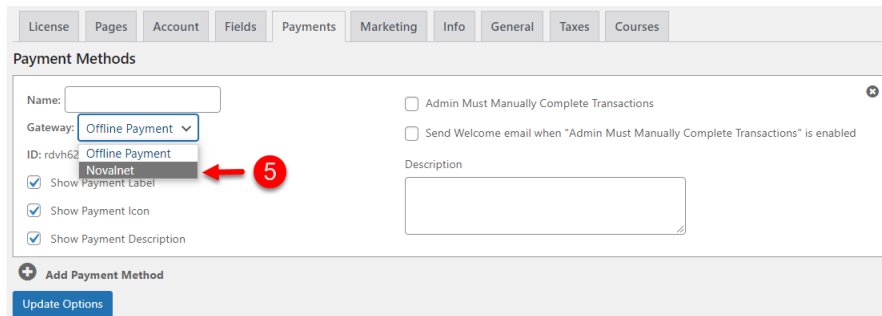 License Pages Account Fields Payments Marketing Info General Taxes Courses
Payment Methods
Name:
Admin Must Manually Complete Transactions
Gateway: Offline Payment
Send Welcome email when "Admin Must Manually Complete Transactions" is enabled
ID: rdvh62
Offline Payment
Novalnet
5
Description
Show Payment Label
Show Payment Icon
Show Payment Description
Add Payment Method
Update Options